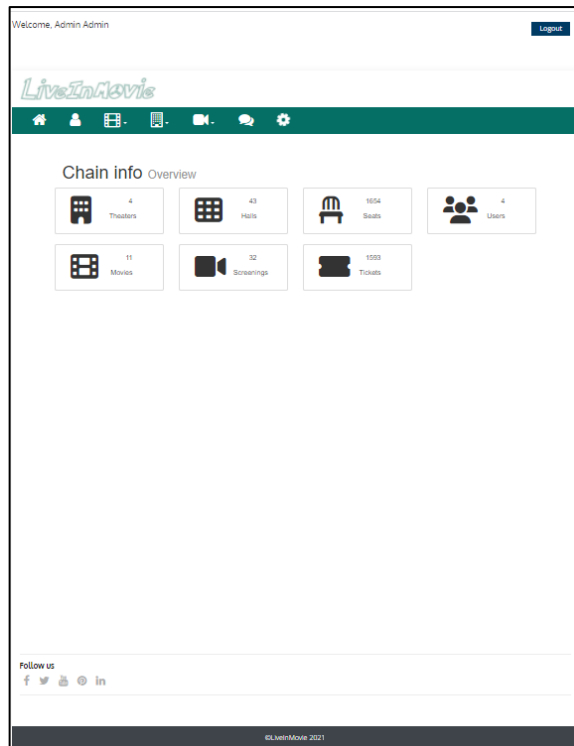 Welcome, Admin Admin
Logout
LiveInMovie
Chain info Overview
4
Theaters
43
Halls
1654
Seats
4
Users
11
Movies
32
Screenings
1593
Tickets
Follow us
©LiveInMovie 2021